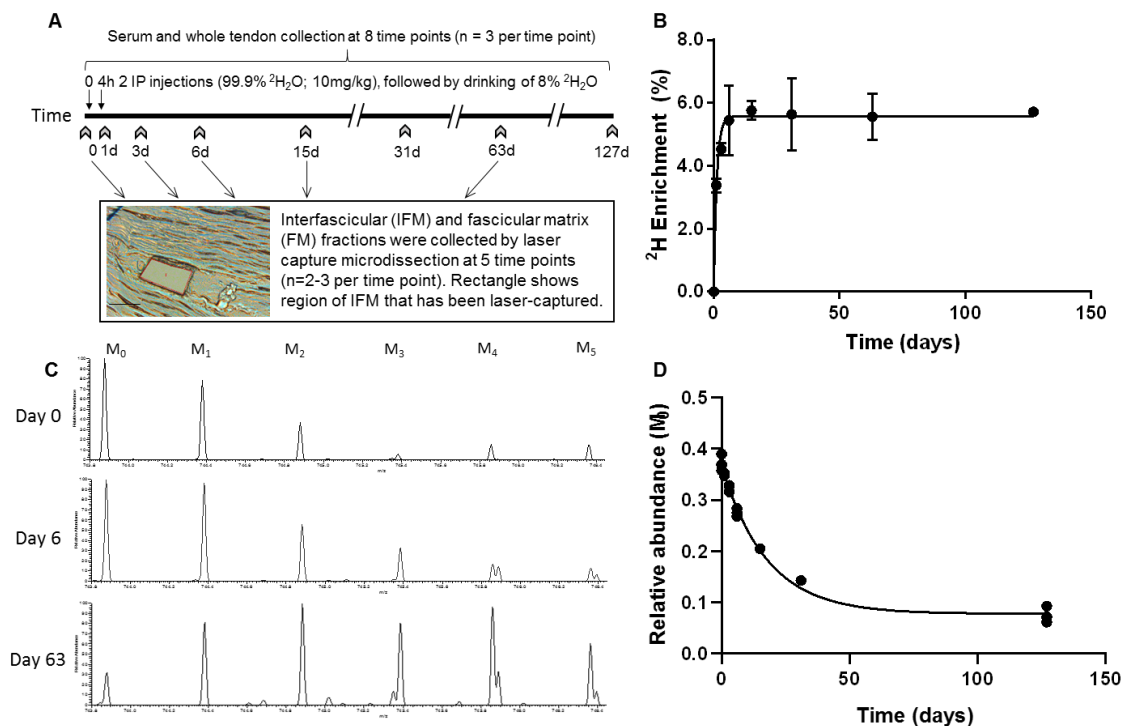 A
Serum and whole tendon collection at 8 time points (n = 3 per time point)
0 4h 2 IP injections (99.9% ²H₂O; 10mg/kg), followed by drinking of 8% ²H₂O
Time
0 1d 3d 6d 15d 31d 63d 127d
Interfascicular (IFM) and fascicular matrix
(FM) fractions were collected by laser
capture microdissection at 5 time points
(n=2-3 per time point). Rectangle shows
region of IFM that has been laser-captured.
B
²H Enrichment (%)
8.0
6.0
4.0
2.0
0.0
0 50 100 150
Time (days)
C
M₀ M₁ M₂ M₃ M₄ M₅
Day 0
Day 6
Day 63
D
Relative abundance (M₀)
0.5
0.4
0.3
0.2
0.1
0.0
0 50 100 150
Time (days)